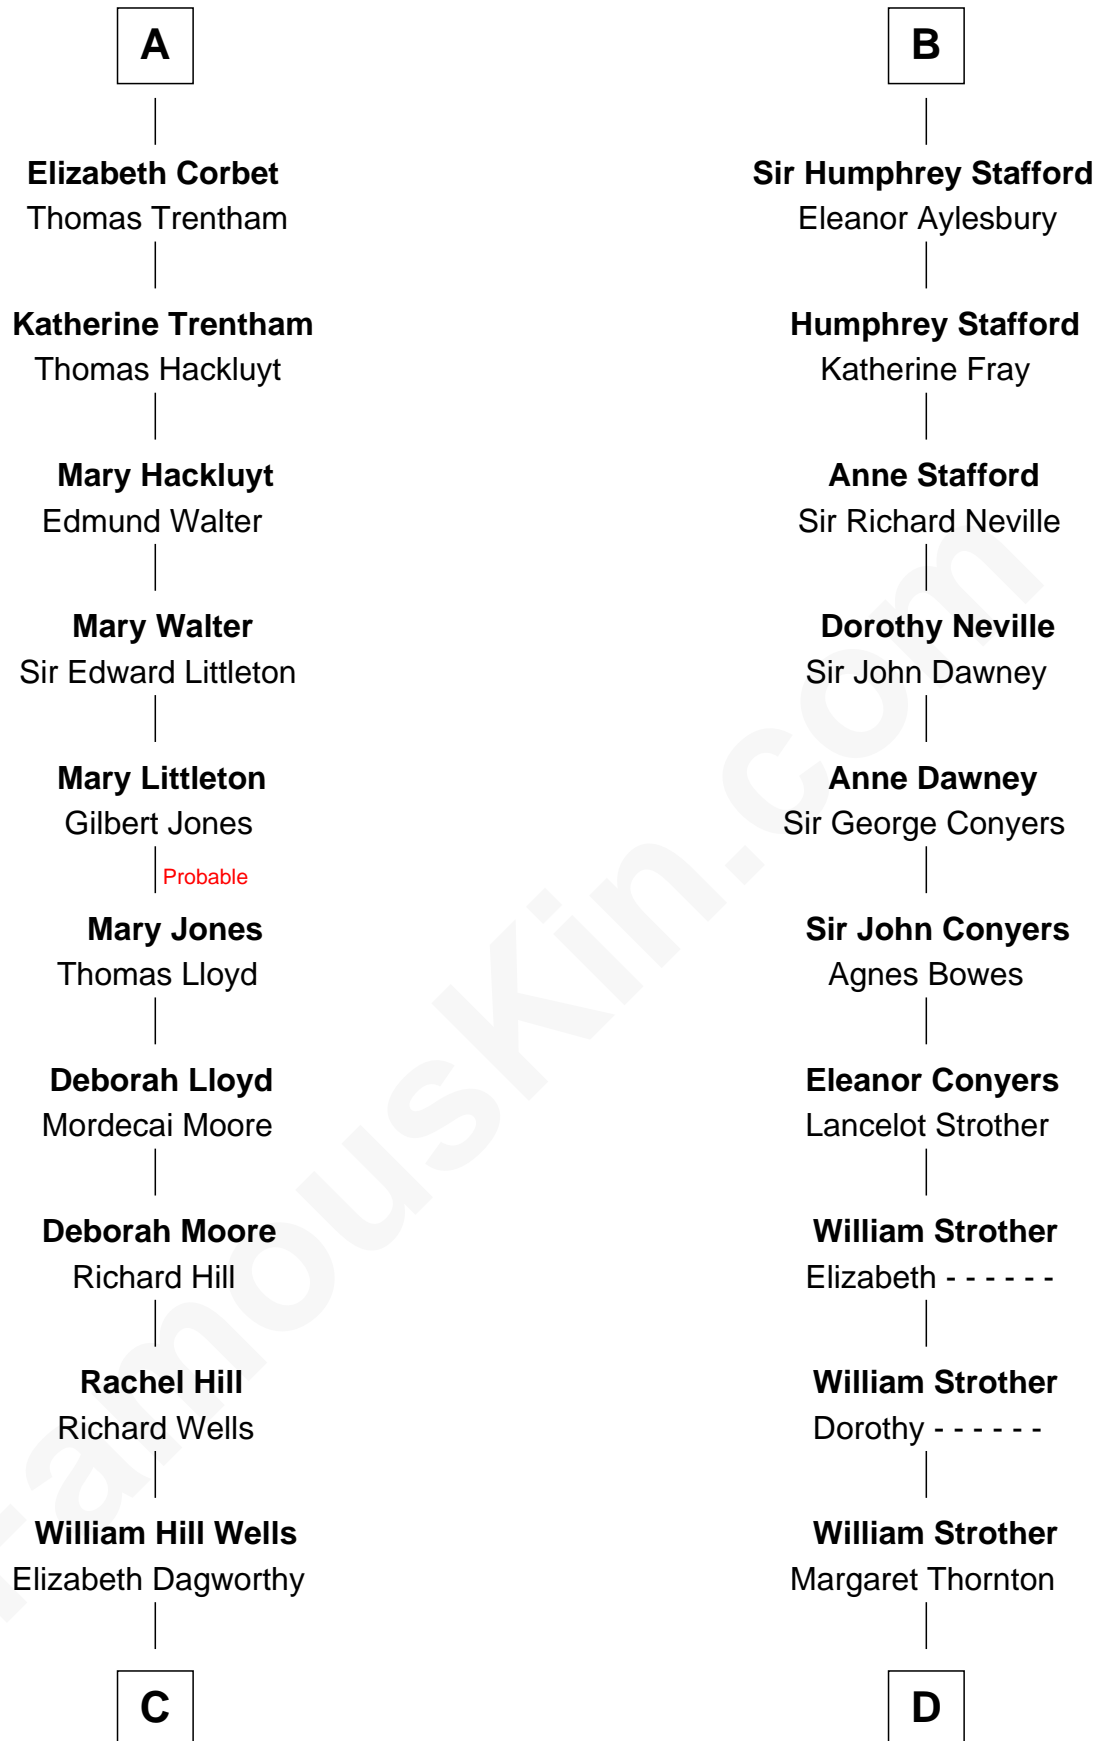 A
Elizabeth Corbet
Thomas Trentham
Katherine Trentham
Thomas Hackluyt
Mary Hackluyt
Edmund Walter
Mary Walter
Sir Edward Littleton
Mary Littleton
Gilbert Jones
Probable
Mary Jones
Thomas Lloyd
Deborah Lloyd
Mordecai Moore
Deborah Moore
Richard Hill
Rachel Hill
Richard Wells
William Hill Wells
Elizabeth Dagworthy
C
B
Sir Humphrey Stafford
Eleanor Aylesbury
Humphrey Stafford
Katherine Fray
Anne Stafford
Sir Richard Neville
Dorothy Neville
Sir John Dawney
Anne Dawney
Sir George Conyers
Sir John Conyers
Agnes Bowes
Eleanor Conyers
Lancelot Strother
William Strother
Elizabeth - - - - - -
William Strother
Dorothy - - - - - -
William Strother
Margaret Thornton
D
FamousKin.com